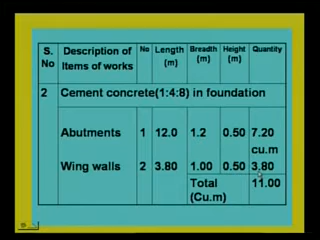 S. No Description of Items of works No Length (m) Breadth (m) Height (m) Quantity
2 Cement concrete(1:4:8) in foundation
Abutments 1 12.0 1.2 0.50 7.20 cu.m
Wing walls 2 3.80 1.00 0.50 3.80
Total (Cu.m) 11.00